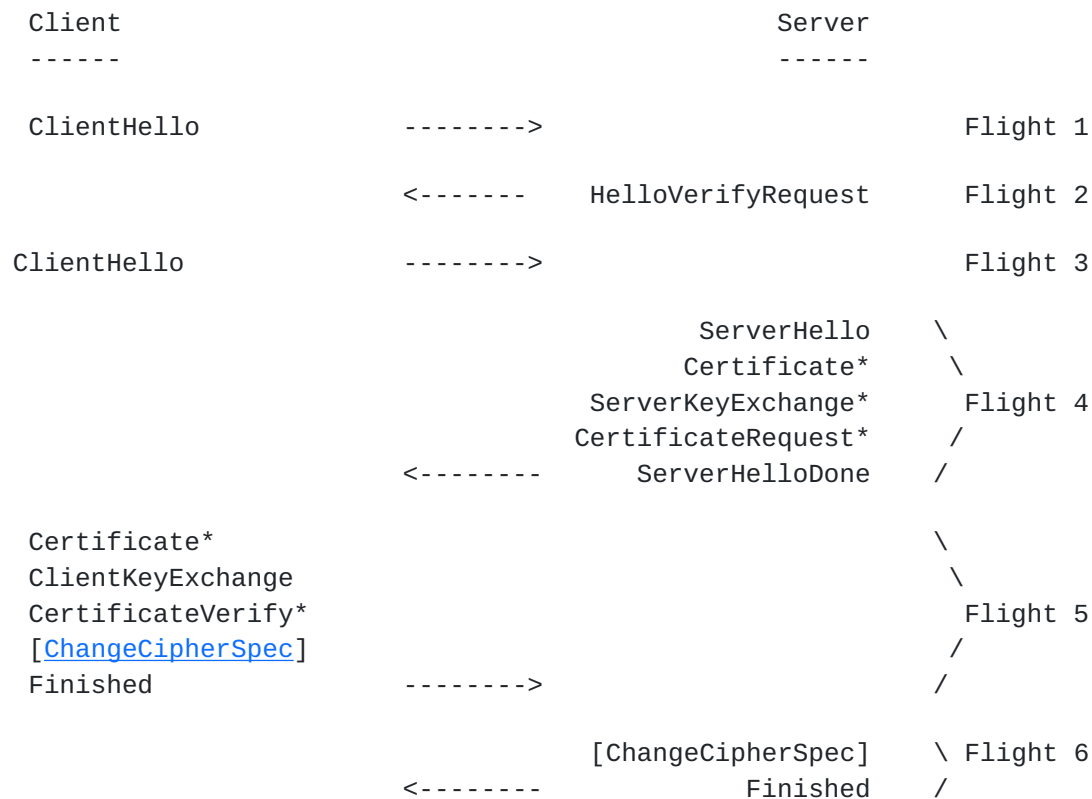 Client                                          Server
------                                          ------
ClientHello             -------->                           Flight 1
                        <-------    HelloVerifyRequest      Flight 2
ClientHello             -------->                           Flight 3
                                           ServerHello    \
                                          Certificate*     \
                                    ServerKeyExchange*      Flight 4
                                   CertificateRequest*     /
                        <--------      ServerHelloDone    /
Certificate*                                              \
ClientKeyExchange                                          \
CertificateVerify*                                          Flight 5
[ChangeCipherSpec]                                         /
Finished                -------->                         /
                                    [ChangeCipherSpec]    \ Flight 6
                        <--------             Finished    /